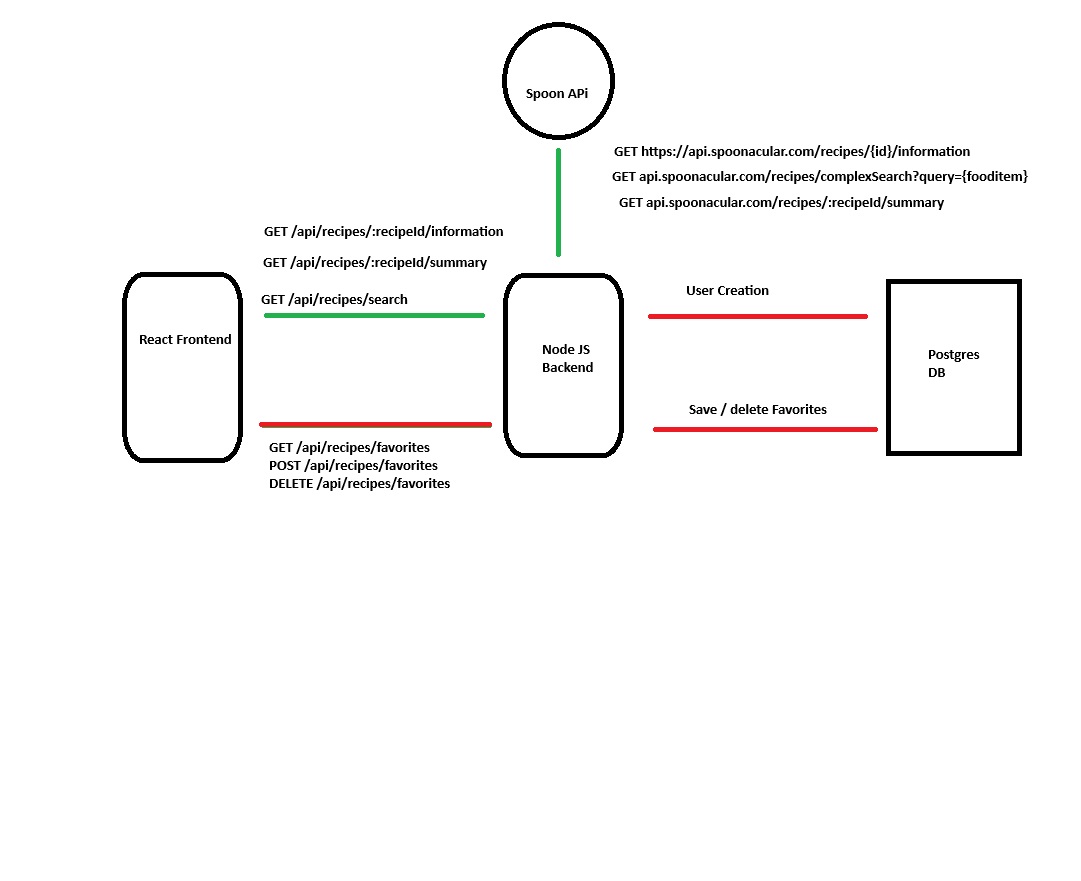 Spoon APi
GET https://api.spoonacular.com/recipes/{id}/information
GET api.spoonacular.com/recipes/complexSearch?query={fooditem}
GET api.spoonacular.com/recipes/:recipeId/summary
GET /api/recipes/:recipeId/information
GET /api/recipes/:recipeId/summary
GET /api/recipes/search
User Creation
React Frontend
Node JS
Backend
Postgres
DB
Save / delete Favorites
GET /api/recipes/favorites
POST /api/recipes/favorites
DELETE /api/recipes/favorites